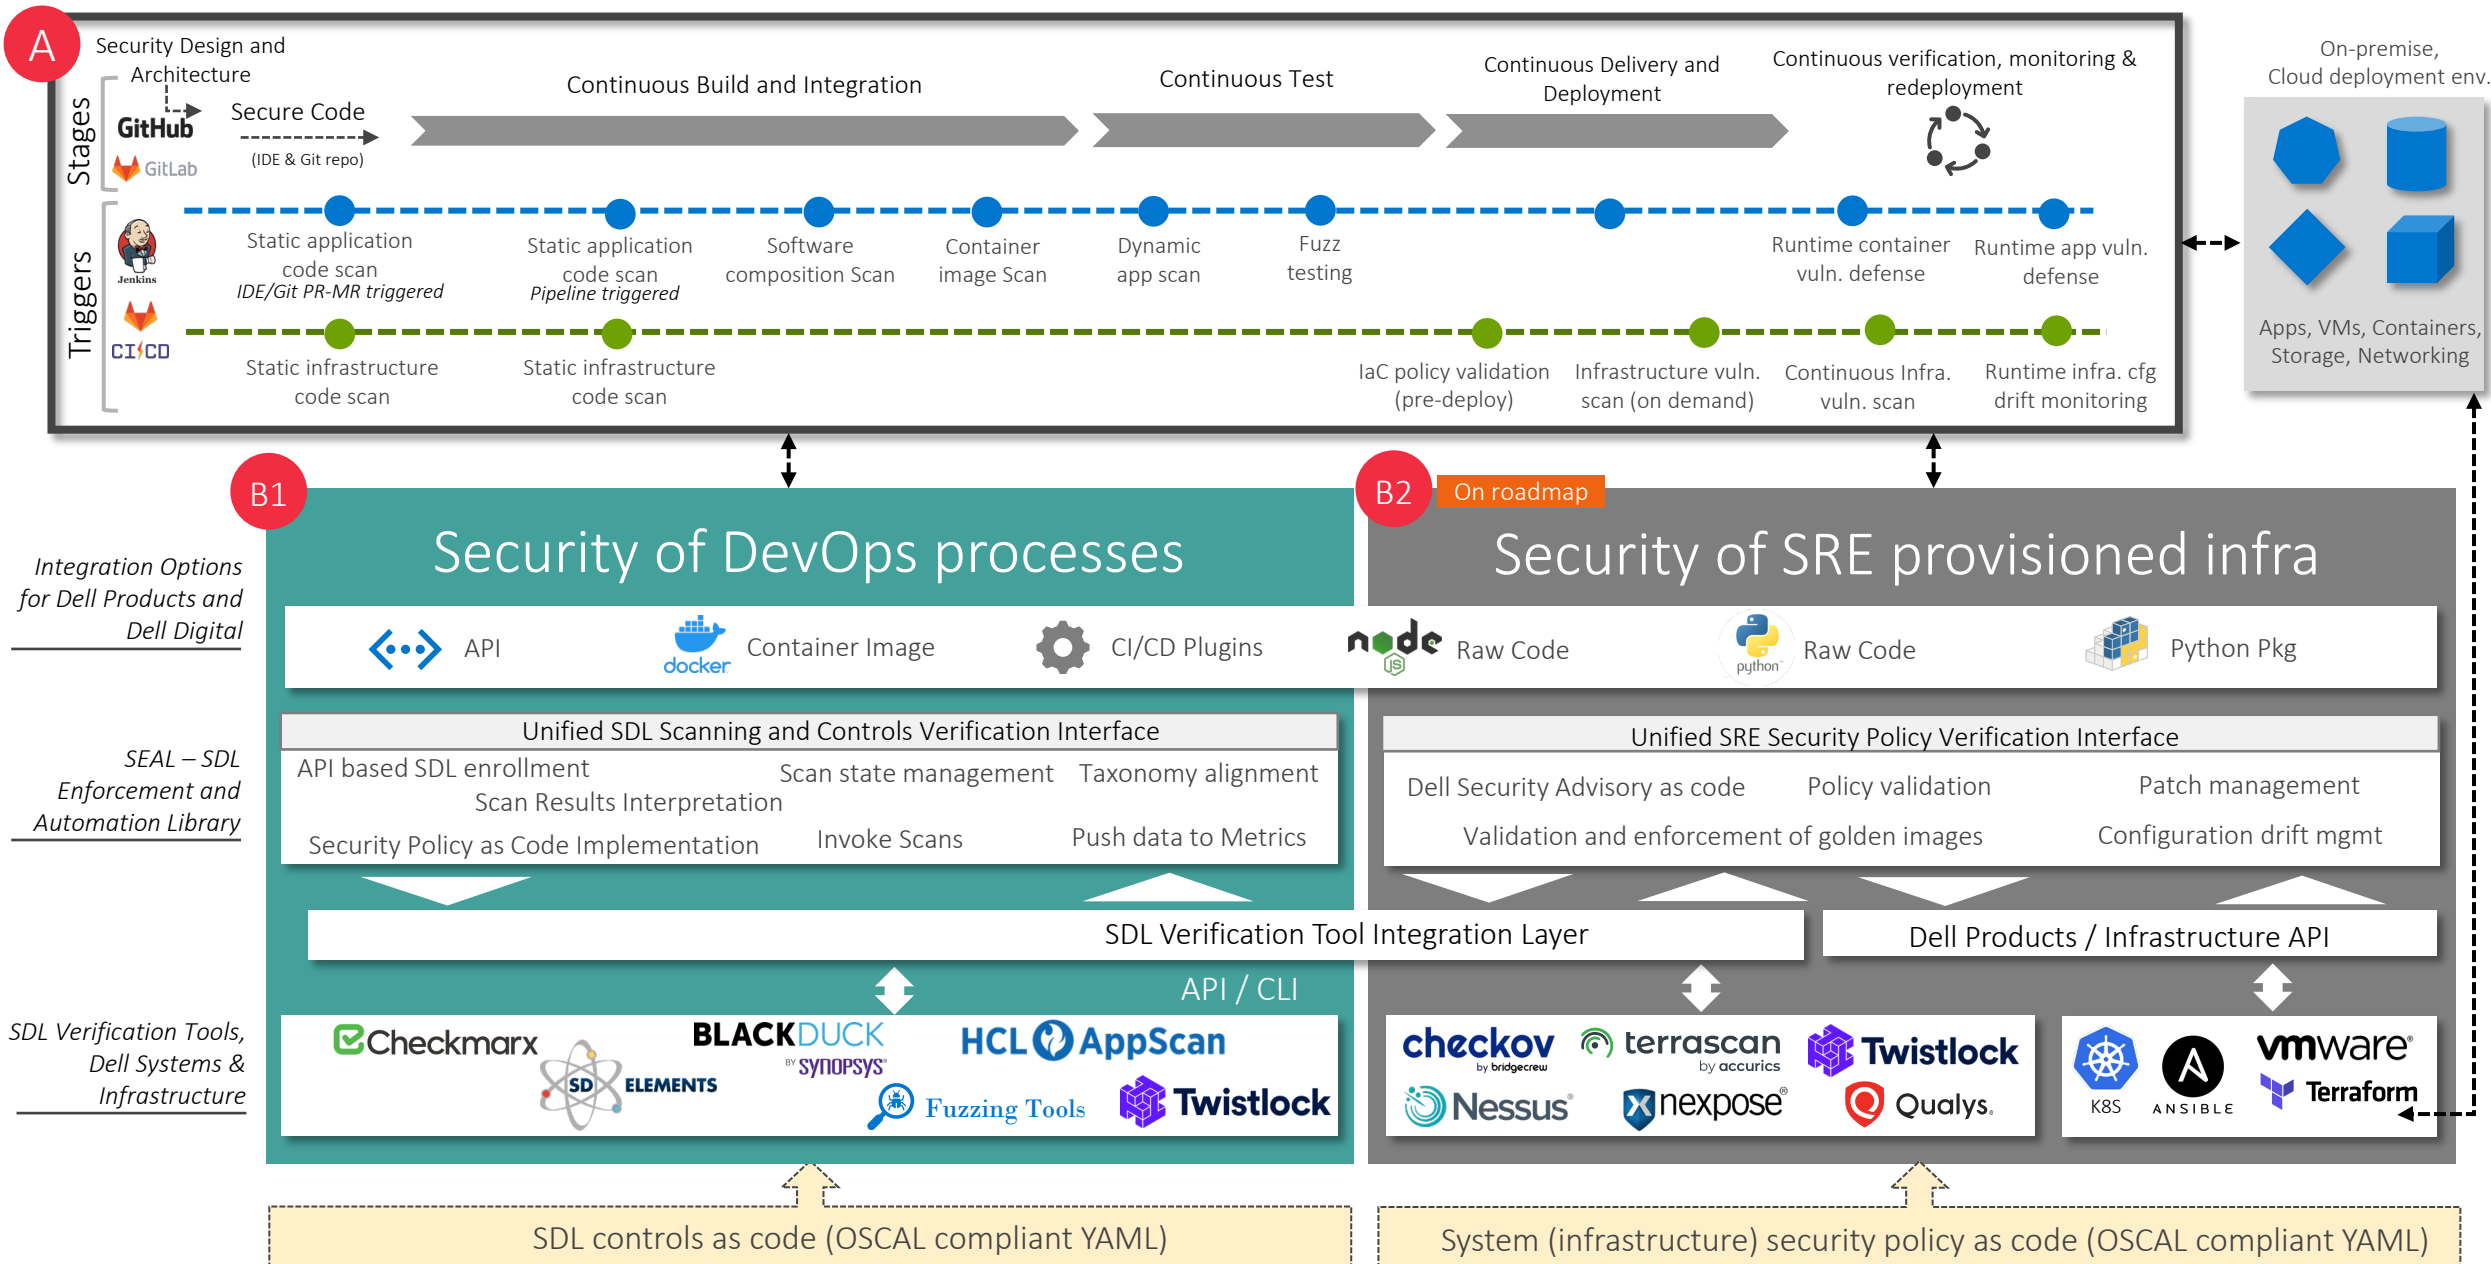 A
Security Design and
Architecture
Stages
GitHub
GitLab
Secure Code
(IDE & Git repo)
Continuous Build and Integration
Continuous Test
Continuous Delivery and
Deployment
Continuous verification, monitoring &
redeployment
On-premise,
Cloud deployment env.
Triggers
Jenkins
CI/CD
Static application
code scan
IDE/Git PR-MR triggered
Static application
code scan
Pipeline triggered
Software
composition Scan
Container
image Scan
Dynamic
app scan
Fuzz
testing
Runtime container
vuln. defense
Runtime app vuln.
defense
Static infrastructure
code scan
Static infrastructure
code scan
IaC policy validation
(pre-deploy)
Infrastructure vuln.
scan (on demand)
Continuous Infra.
vuln. scan
Runtime infra. cfg
drift monitoring
Apps, VMs, Containers,
Storage, Networking
B1
Security of DevOps processes
B2
On roadmap
Security of SRE provisioned infra
Integration Options
for Dell Products and
Dell Digital
API
docker
Container Image
CI/CD Plugins
node
JS
Raw Code
python
Raw Code
Python Pkg
SEAL – SDL
Enforcement and
Automation Library
Unified SDL Scanning and Controls Verification Interface
API based SDL enrollment
Scan state management
Taxonomy alignment
Scan Results Interpretation
Security Policy as Code Implementation
Invoke Scans
Push data to Metrics
Unified SRE Security Policy Verification Interface
Dell Security Advisory as code
Policy validation
Patch management
Validation and enforcement of golden images
Configuration drift mgmt
SDL Verification Tool Integration Layer
Dell Products / Infrastructure API
API / CLI
SDL Verification Tools,
Dell Systems &
Infrastructure
Checkmarx
SD ELEMENTS
BLACKDUCK
BY SYNOPSYS®
HCL AppScan
Fuzzing Tools
Twistlock
checkov
by bridgecrew
terrascan
by accurics
Twistlock
Nessus®
nexpose®
Qualys.
K8S
ANSIBLE
vmware®
Terraform
SDL controls as code (OSCAL compliant YAML)
System (infrastructure) security policy as code (OSCAL compliant YAML)